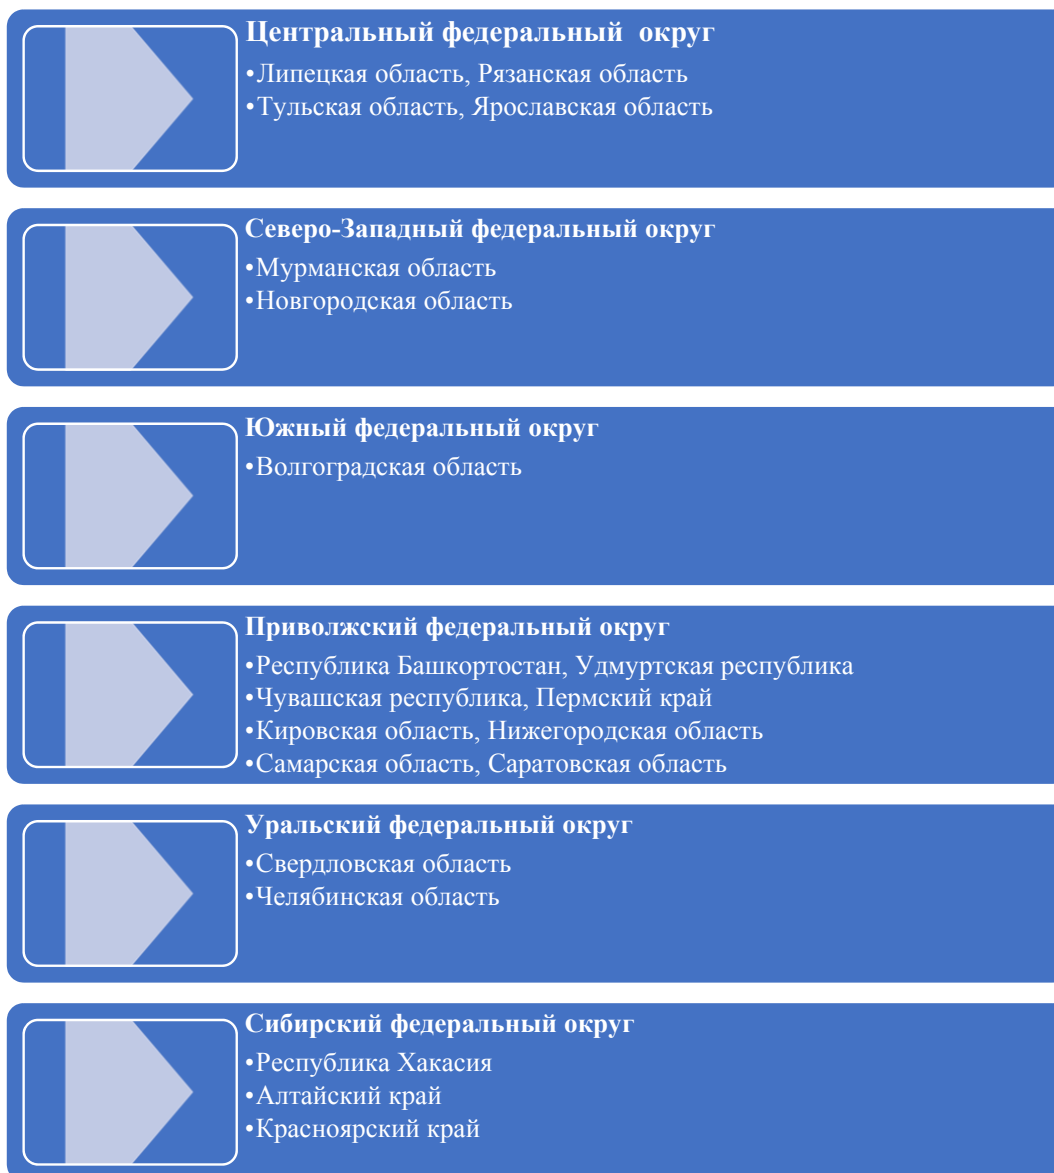 Центральный федеральный  округ
•Липецкая область, Рязанская область
•Тульская область, Ярославская область
Северо-Западный федеральный округ
•Мурманская область
•Новгородская область
Южный федеральный округ
•Волгоградская область
Приволжский федеральный округ
•Республика Башкортостан, Удмуртская республика
•Чувашская республика, Пермский край
•Кировская область, Нижегородская область
•Самарская область, Саратовская область
Уральский федеральный округ
•Свердловская область
•Челябинская область
Сибирский федеральный округ
•Республика Хакасия
•Алтайский край
•Красноярский край